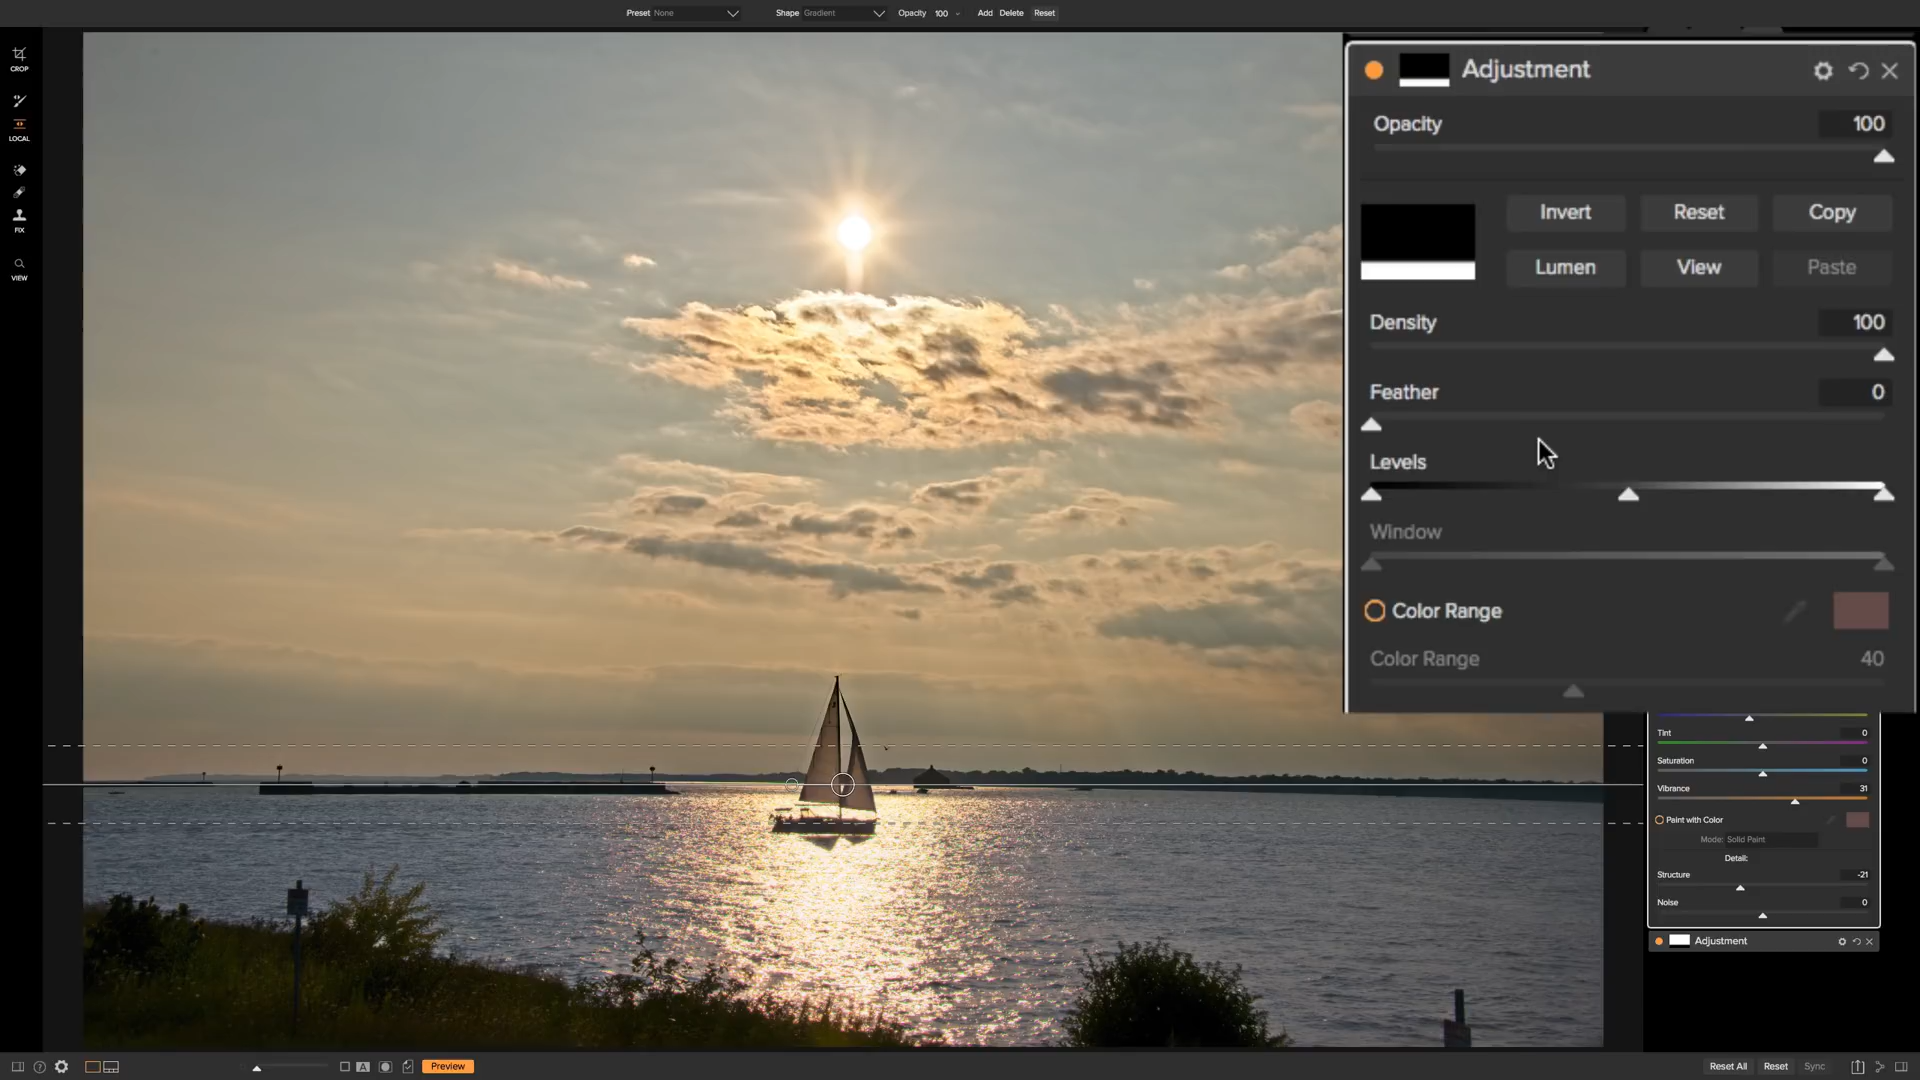 Preset None Shape Gradient Opacity 100 Add Delete Reset
CROP
LOCAL
FIX
VIEW
Adjustment
Opacity 100
Invert Reset Copy
Lumen View Paste
Density 100
Feather 0
Levels
Window
Color Range
Color Range 40
Tint 0
Saturation 0
Vibrance 31
Paint with Color
Mode: Solid Paint
Detail:
Structure -21
Noise 0
Adjustment
A Preview
Reset All Reset Sync